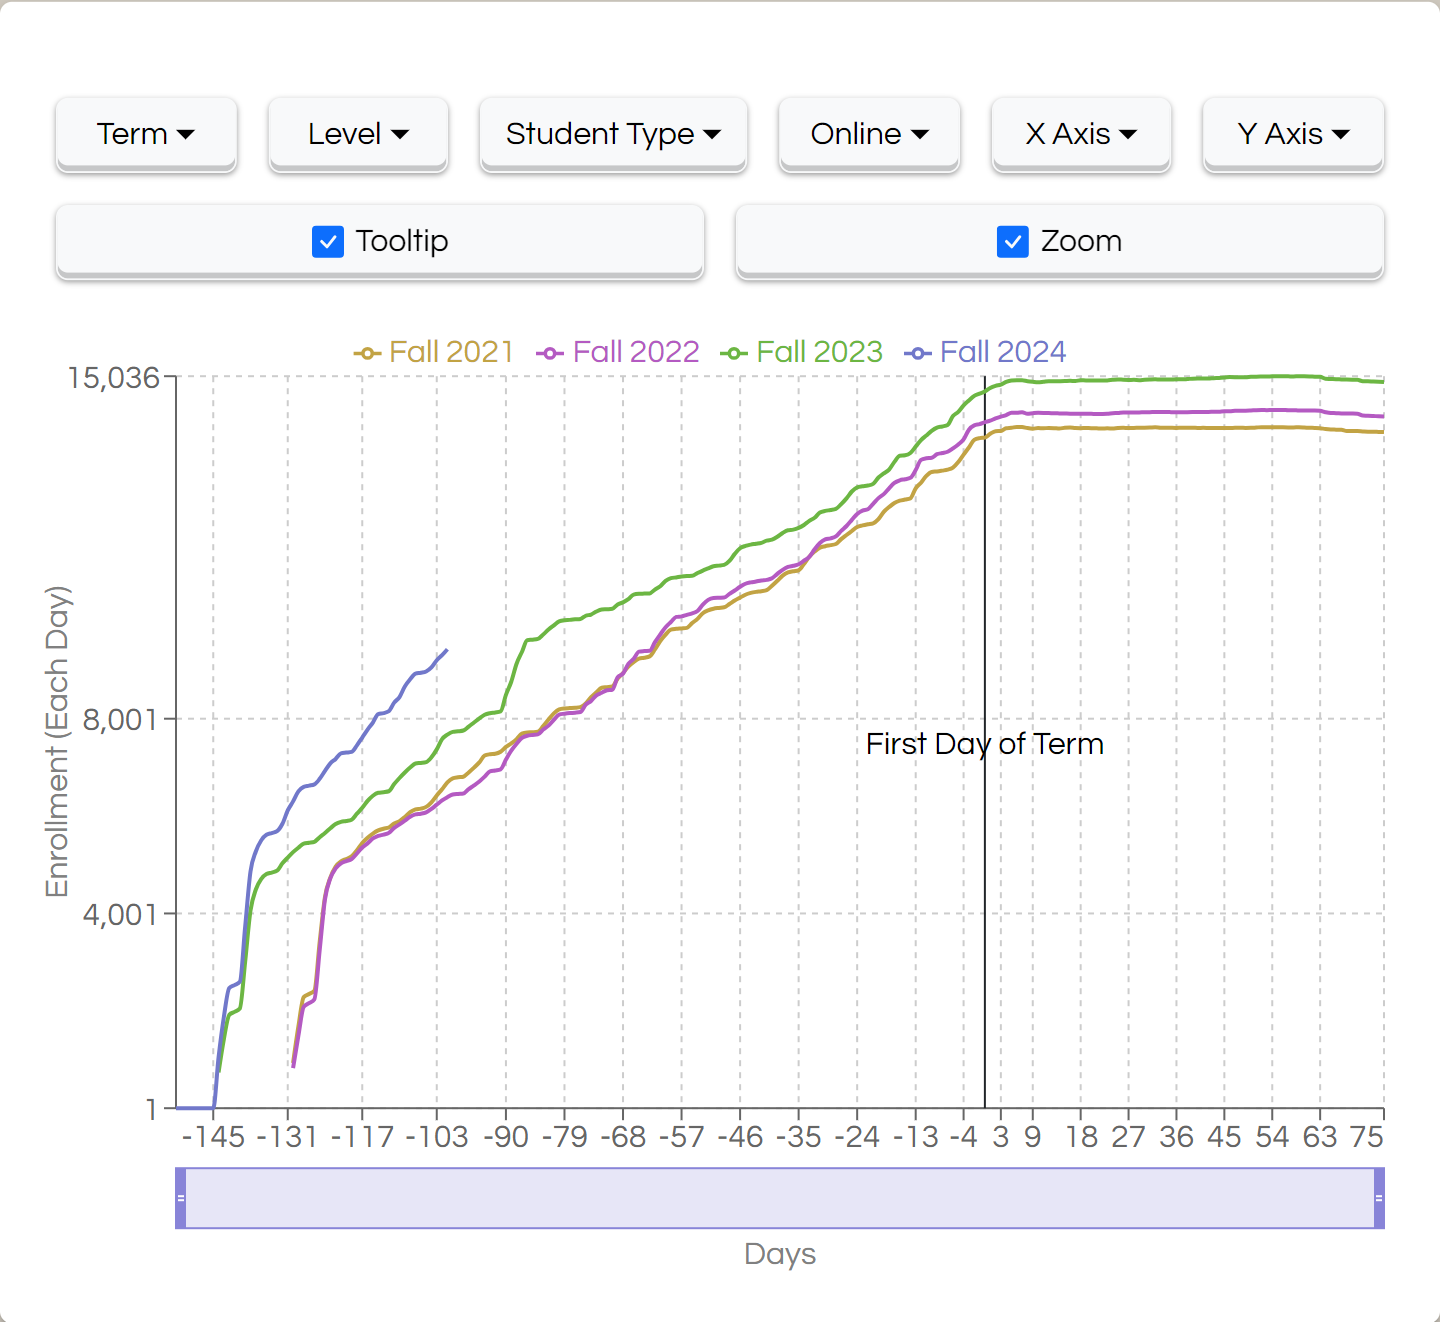 Term Level Student Type Online X Axis Y Axis
Tooltip Zoom
Fall 2021 Fall 2022 Fall 2023 Fall 2024
15,036
8,001
4,001
1
Enrollment (Each Day)
First Day of Term
-145 -131 -117 -103 -90 -79 -68 -57 -46 -35 -24 -13 -4 3 9 18 27 36 45 54 63 75
Days